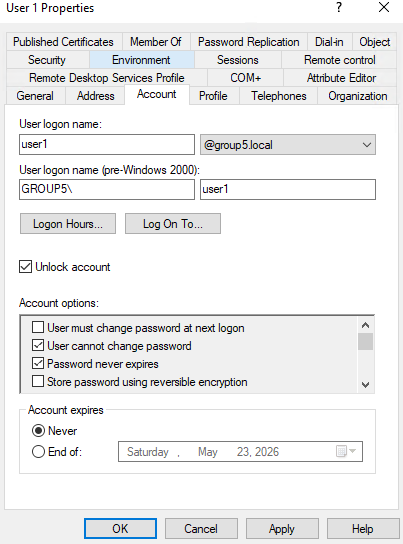 User 1 Properties
?
Published Certificates Member Of Password Replication Dial-in Object
Security Environment Sessions Remote control
Remote Desktop Services Profile COM+ Attribute Editor
General Address Account Profile Telephones Organization
User logon name:
user1 @group5.local
User logon name (pre-Windows 2000):
GROUP5\ user1
Logon Hours... Log On To...
Unlock account
Account options:
User must change password at next logon
User cannot change password
Password never expires
Store password using reversible encryption
Account expires
Never
End of: Saturday , May 23, 2026
OK Cancel Apply Help